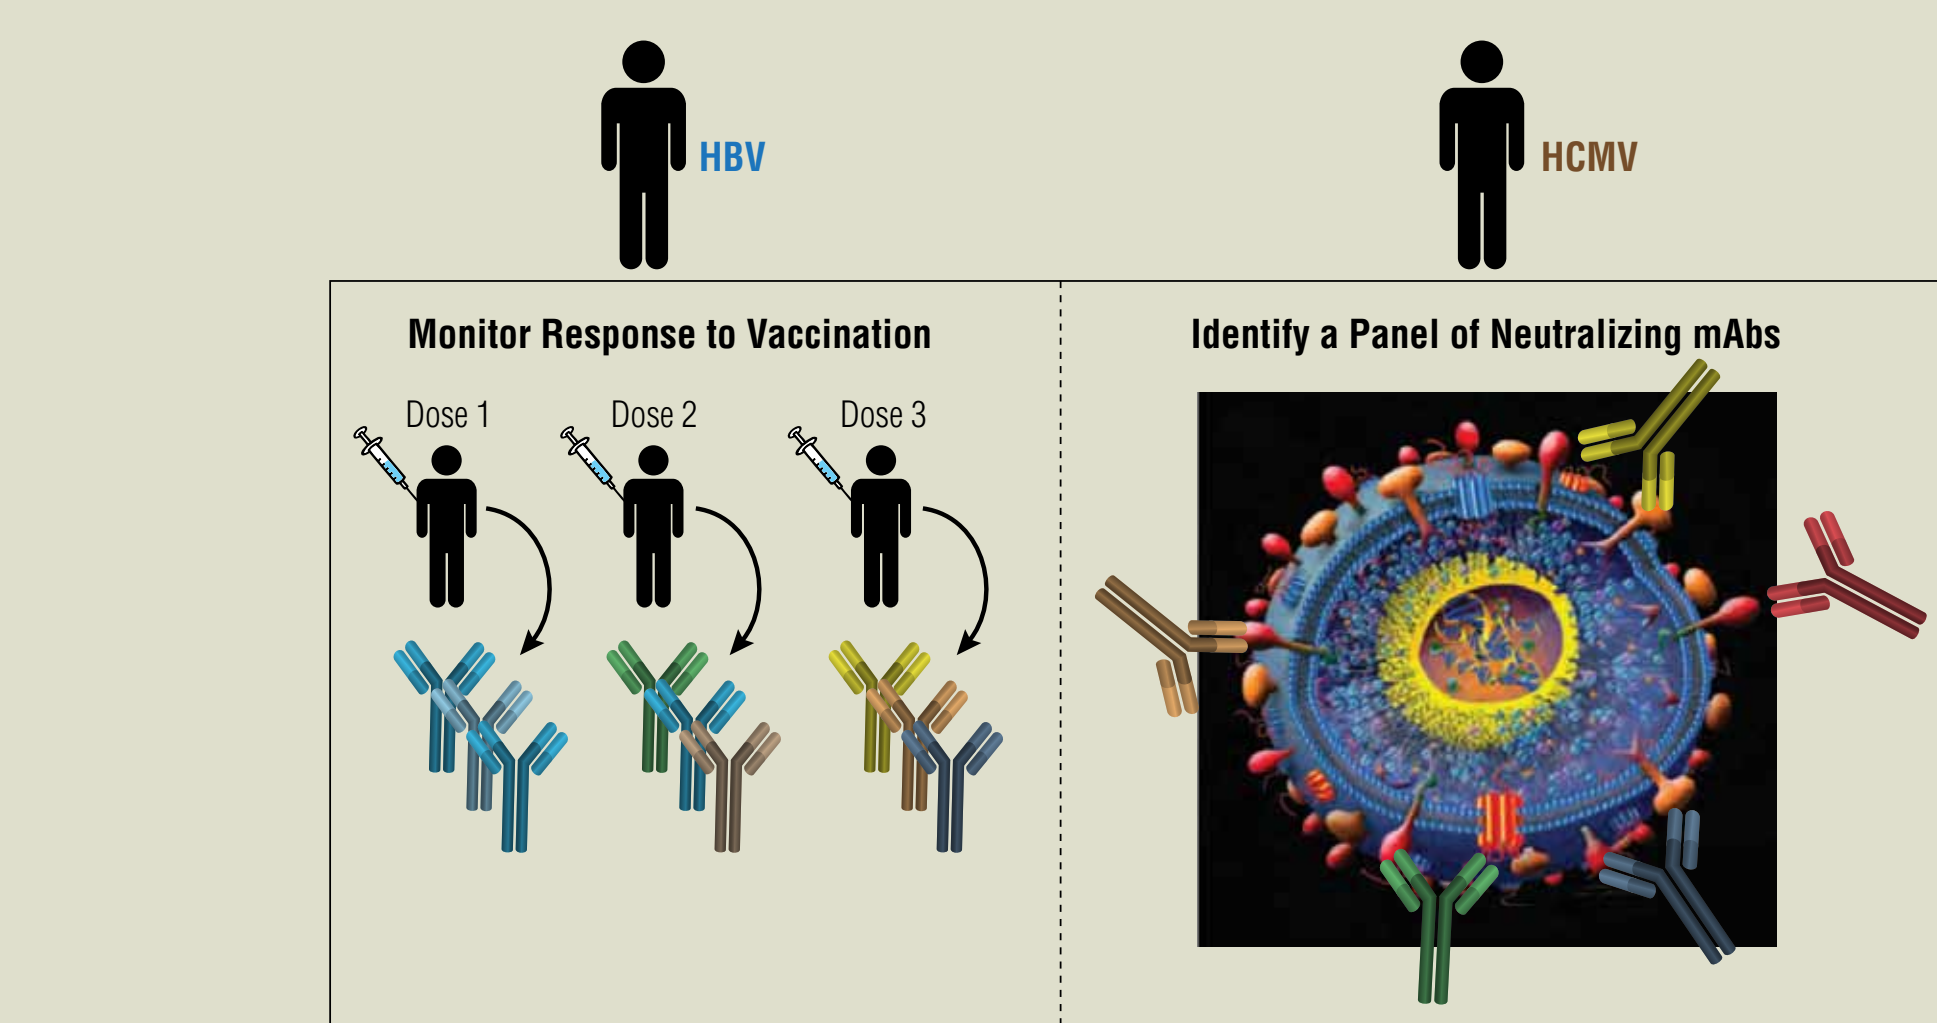 HBV
HCMV
Monitor Response to Vaccination
Identify a Panel of Neutralizing mAbs
Dose 1
Dose 2
Dose 3